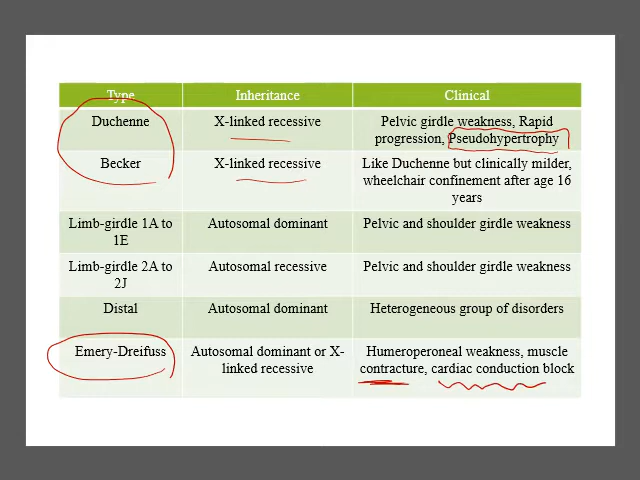 Type Inheritance Clinical
Duchenne X-linked recessive Pelvic girdle weakness, Rapid
progression, Pseudohypertrophy
Becker X-linked recessive Like Duchenne but clinically milder,
wheelchair confinement after age 16
years
Limb-girdle 1A to Autosomal dominant Pelvic and shoulder girdle weakness
1E
Limb-girdle 2A to Autosomal recessive Pelvic and shoulder girdle weakness
2J
Distal Autosomal dominant Heterogeneous group of disorders
Emery-Dreifuss Autosomal dominant or X- Humeroperoneal weakness, muscle
linked recessive contracture, cardiac conduction block